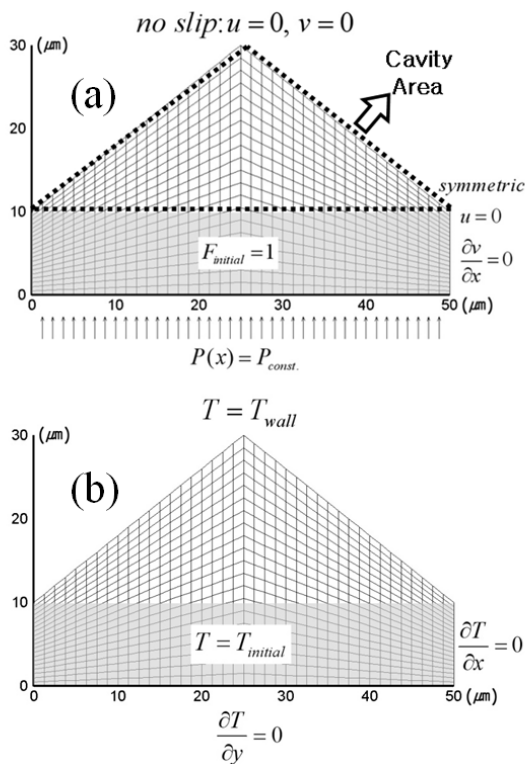 no slip: u = 0, v = 0
30 (μm)
(a)
Cavity
Area
20
symmetric
10
u = 0
F_initial = 1
∂v/∂x = 0
0
0 10 20 30 40 50
(μm)
P(x) = P_const.
T = T_wall
30 (μm)
(b)
20
10
T = T_initial
∂T/∂x = 0
0
0 10 20 30 40 50
(μm)
∂T/∂y = 0